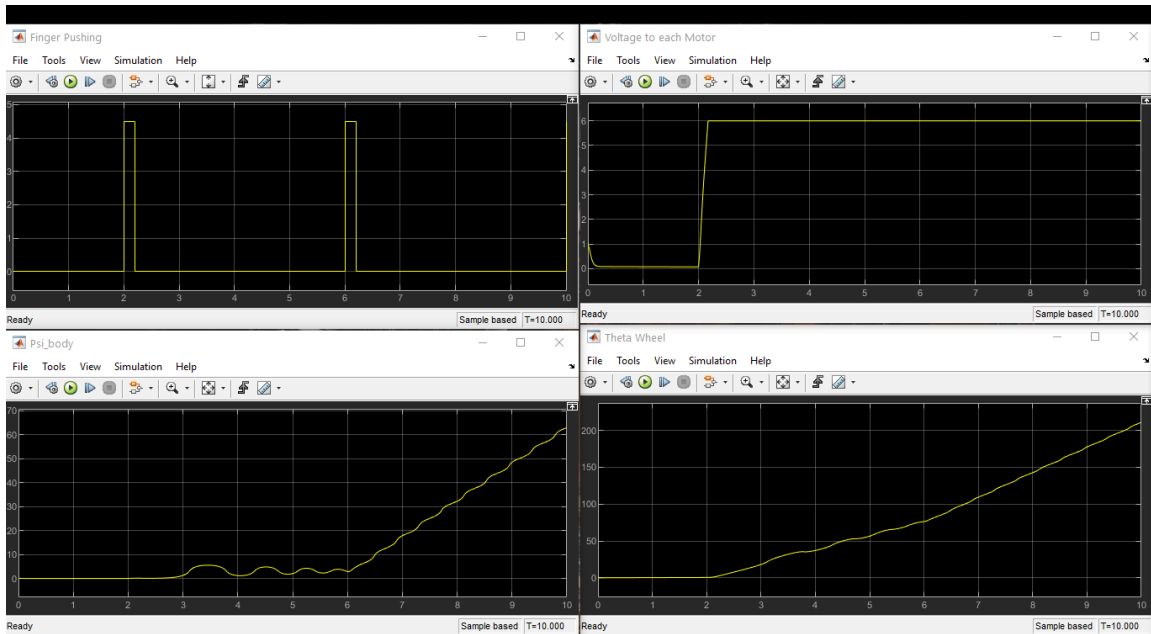 Finger Pushing
File Tools View Simulation Help
5
4
3
2
1
0
0 1 2 3 4 5 6 7 8 9 10
Ready Sample based T=10.000
Voltage to each Motor
File Tools View Simulation Help
6
5
4
3
2
1
0
0 1 2 3 4 5 6 7 8 9 10
Ready Sample based T=10.000
Psi_body
File Tools View Simulation Help
70
60
50
40
30
20
10
0
0 1 2 3 4 5 6 7 8 9 10
Ready Sample based T=10.000
Theta Wheel
File Tools View Simulation Help
200
150
100
50
0
0 1 2 3 4 5 6 7 8 9 10
Ready Sample based T=10.000